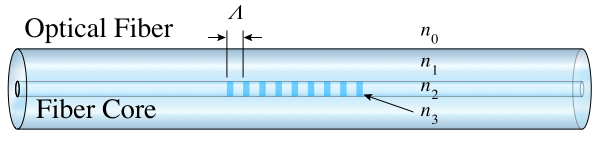 Optical Fiber
Λ
n₀
n₁
n₂
Fiber Core
n₃